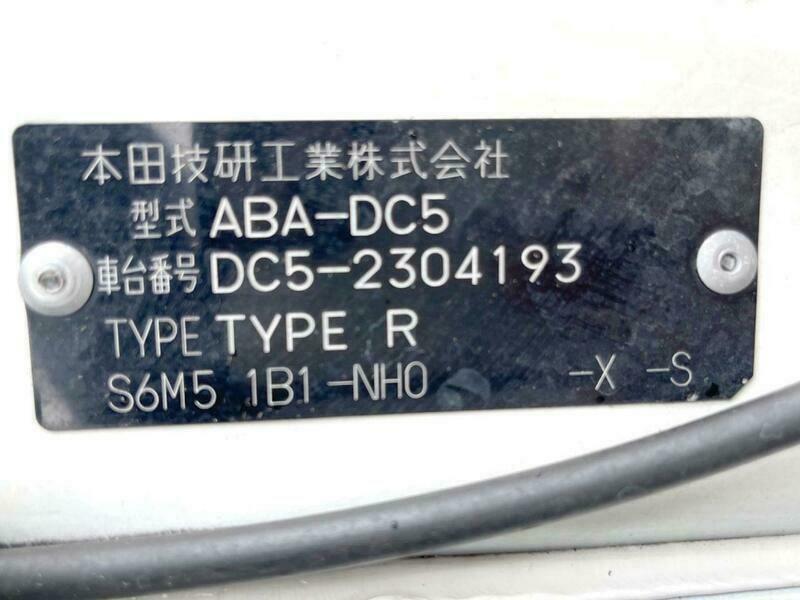 本田技研工業株式会社
型式 ABA-DC5
車台番号 DC5-2304193
TYPE TYPE R
S6M5 1B1-NH0 -X -S